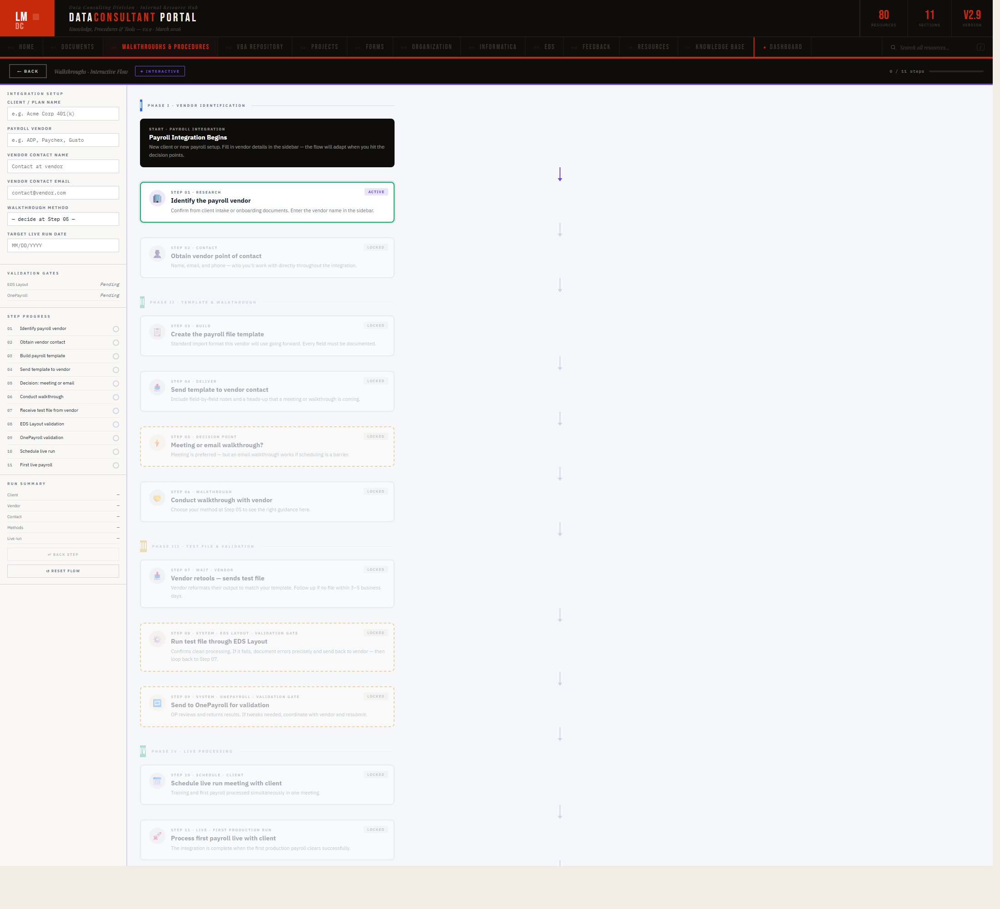 LM
DC
Data Consulting Division · Internal Resource Hub
DATACONSULTANT PORTAL
Knowledge, Procedures & Tools — v2.9 · March 2026
80
RESOURCES
11
SECTIONS
V2.9
VERSION
HOME
DOCUMENTS
WALKTHROUGHS & PROCEDURES
VBA REPOSITORY
PROJECTS
FORMS
ORGANIZATION
INFORMATICA
EDS
FEEDBACK
RESOURCES
KNOWLEDGE BASE
DASHBOARD
Search all resources...
/
← BACK
Walkthroughs · Interactive Flow
✦ INTERACTIVE
0 / 11 steps
INTEGRATION SETUP
CLIENT / PLAN NAME
e.g. Acme Corp 401(k)
PAYROLL VENDOR
e.g. ADP, Paychex, Gusto
VENDOR CONTACT NAME
Contact at vendor
VENDOR CONTACT EMAIL
contact@vendor.com
WALKTHROUGH METHOD
— decide at Step 05 —
TARGET LIVE RUN DATE
MM/DD/YYYY
VALIDATION GATES
EDS Layout Pending
OnePayroll Pending
STEP PROGRESS
01 Identify payroll vendor
02 Obtain vendor contact
03 Build payroll template
04 Send template to vendor
05 Decision: meeting or email
06 Conduct walkthrough
07 Receive test file from vendor
08 EDS Layout validation
09 OnePayroll validation
10 Schedule live run
11 First live payroll
RUN SUMMARY
Client —
Vendor —
Contact —
Methods —
Live run —
↩ BACK STEP
↺ RESET FLOW
I PHASE I · VENDOR IDENTIFICATION
START · PAYROLL INTEGRATION
Payroll Integration Begins
New client or new payroll setup. Fill in vendor details in the sidebar — the flow will adapt when you hit the
decision points.
STEP 01 · RESEARCH
ACTIVE
Identify the payroll vendor
Confirm from client intake or onboarding documents. Enter the vendor name in the sidebar.
STEP 02 · CONTACT
LOCKED
Obtain vendor point of contact
Name, email, and phone — who you'll work with directly throughout the integration.
II PHASE II · TEMPLATE & WALKTHROUGH
STEP 03 · BUILD
LOCKED
Create the payroll file template
Standard import format this vendor will use going forward. Every field must be documented.
STEP 04 · DELIVER
LOCKED
Send template to vendor contact
Include field-by-field notes and a heads-up that a meeting or walkthrough is coming.
STEP 05 · DECISION POINT
LOCKED
Meeting or email walkthrough?
Meeting is preferred — but an email walkthrough works if scheduling is a barrier.
STEP 06 · WALKTHROUGH
LOCKED
Conduct walkthrough with vendor
Choose your method at Step 05 to see the right guidance here.
III PHASE III · TEST FILE & VALIDATION
STEP 07 · WAIT · VENDOR
LOCKED
Vendor retools — sends test file
Vendor reformats their output to match your template. Follow up if no file within 3–5 business
days.
STEP 08 · SYSTEM · EDS LAYOUT · VALIDATION GATE
LOCKED
Run test file through EDS Layout
Confirms clean processing. If it fails, document errors precisely and send back to vendor — then
loop back to Step 07.
STEP 09 · SYSTEM · ONEPAYROLL · VALIDATION GATE
LOCKED
Send to OnePayroll for validation
OP reviews and returns results. If tweaks needed, coordinate with vendor and resubmit.
IV PHASE IV · LIVE PROCESSING
STEP 10 · SCHEDULE · CLIENT
LOCKED
Schedule live run meeting with client
Training and first payroll processed simultaneously in one meeting.
STEP 11 · LIVE · FIRST PRODUCTION RUN
LOCKED
Process first payroll live with client
The integration is complete when the first production payroll clears successfully.